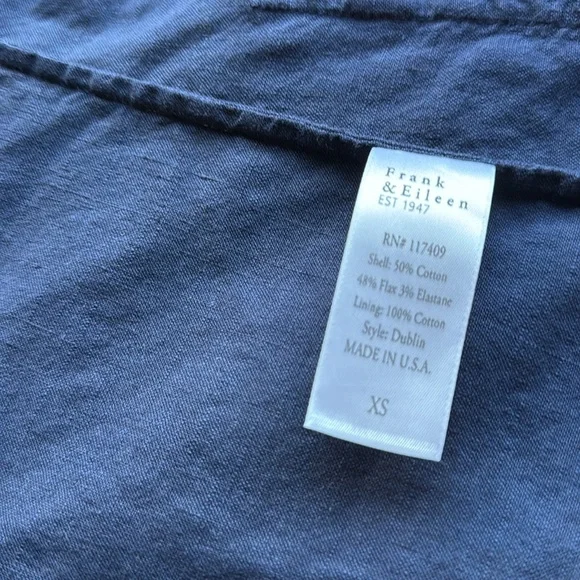 Frank
& Eileen
EST 1947
RN# 117409
Shell: 50% Cotton
48% Flax 3% Elastane
Lining: 100% Cotton
Style: Dublin
MADE IN U.S.A.
XS